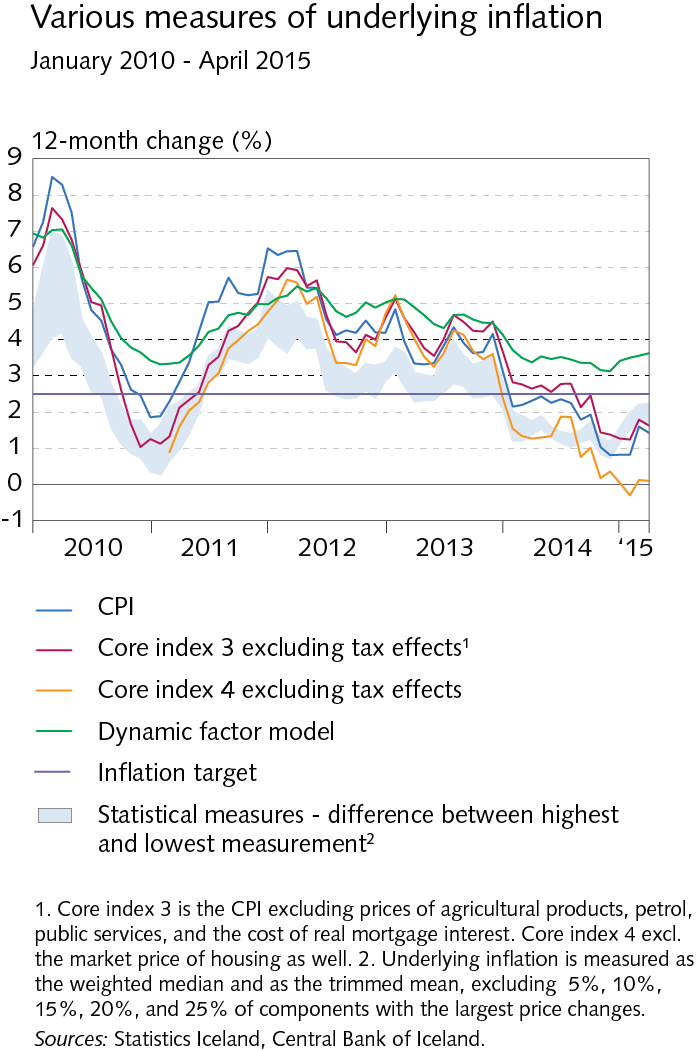 Various measures of underlying inflation
January 2010 - April 2015
12-month change (%)
9
8
7
6
5
4
3
2
1
0
-1
2010 2011 2012 2013 2014 ‘15
CPI
Core index 3 excluding tax effects¹
Core index 4 excluding tax effects
Dynamic factor model
Inflation target
Statistical measures - difference between highest
and lowest measurement²
1. Core index 3 is the CPI excluding prices of agricultural products, petrol,
public services, and the cost of real mortgage interest. Core index 4 excl.
the market price of housing as well. 2. Underlying inflation is measured as
the weighted median and as the trimmed mean, excluding 5%, 10%,
15%, 20%, and 25% of components with the largest price changes.
Sources: Statistics Iceland, Central Bank of Iceland.